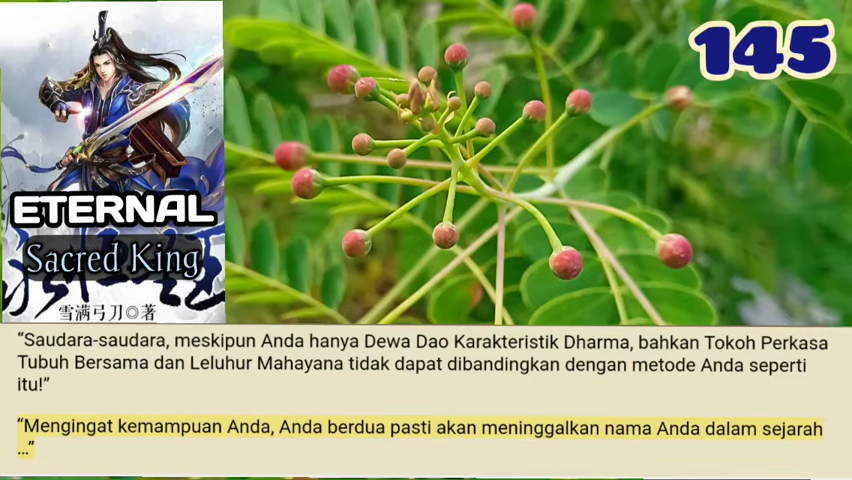 145
ETERNAL
Sacred King
雪满弓刀◎著
“Saudara-saudara, meskipun Anda hanya Dewa Dao Karakteristik Dharma, bahkan Tokoh Perkasa
Tubuh Bersama dan Leluhur Mahayana tidak dapat dibandingkan dengan metode Anda seperti
itu!”
“Mengingat kemampuan Anda, Anda berdua pasti akan meninggalkan nama Anda dalam sejarah
…”